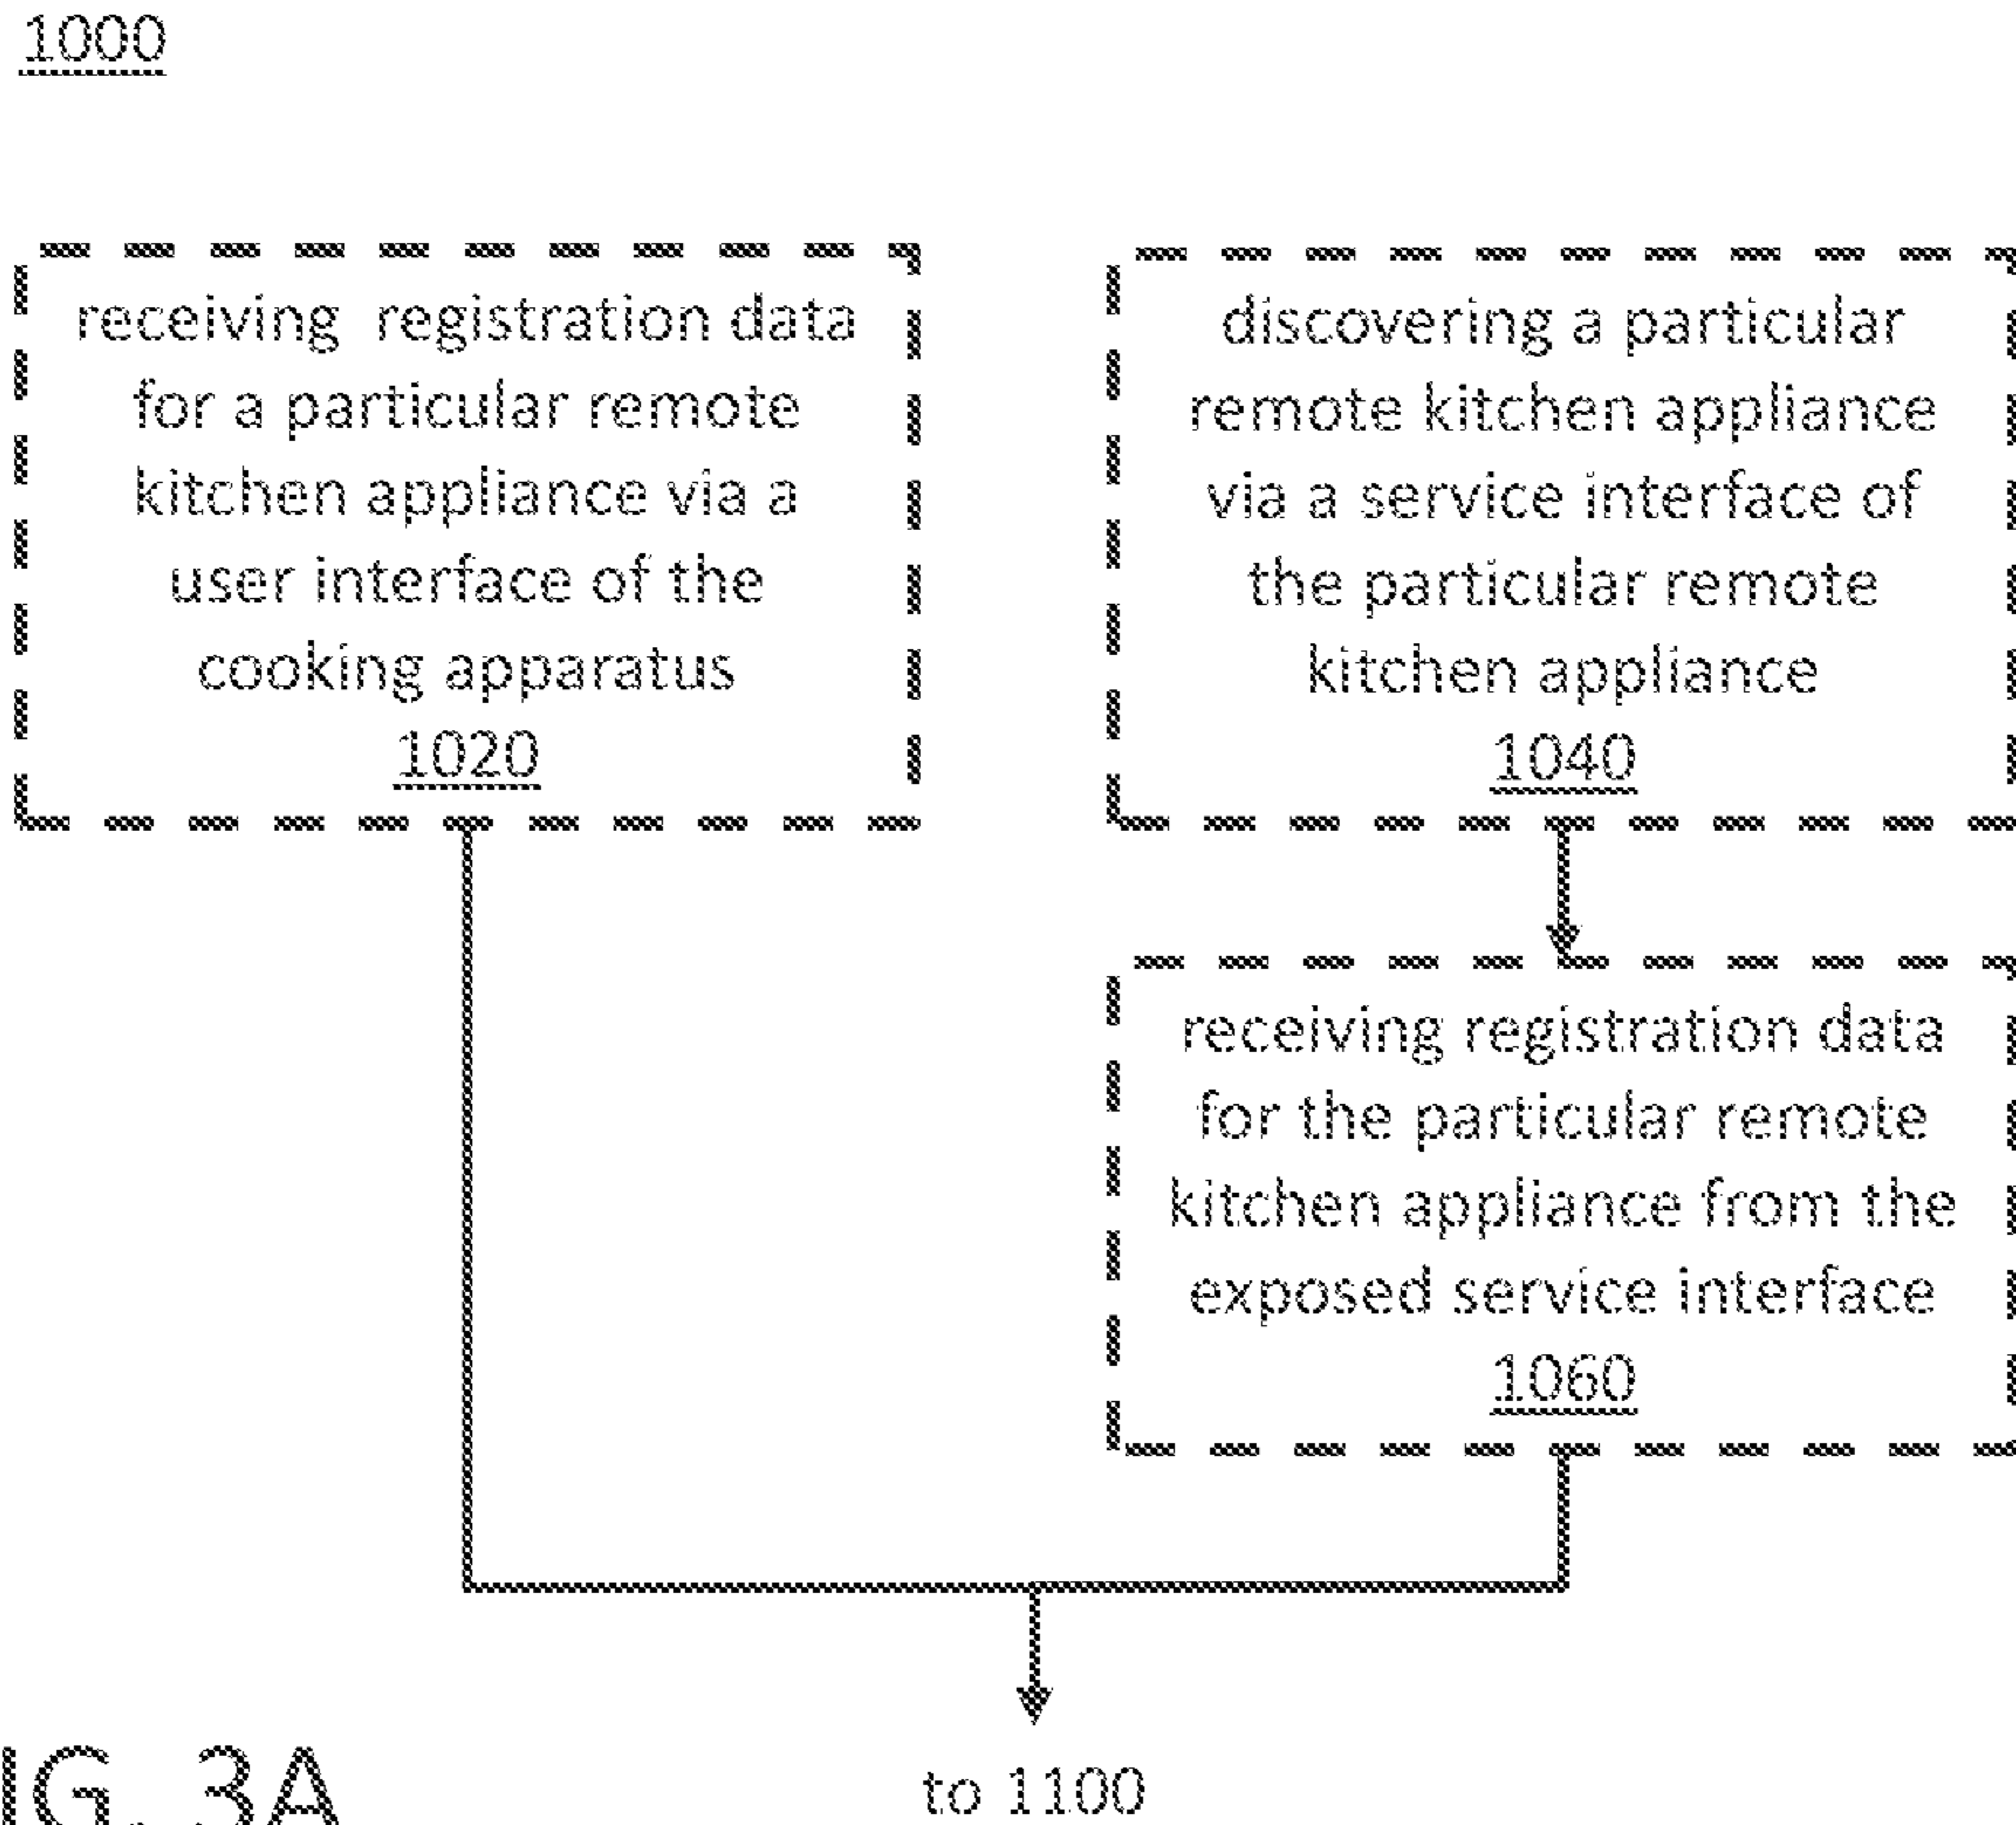 1000
receiving registration data
for a particular remote
kitchen appliance via a
user interface of the
cooking apparatus
1020
discovering a particular
remote kitchen appliance
via a service interface of
the particular remote
kitchen appliance
1040
receiving registration data
for the particular remote
kitchen appliance from the
exposed service interface
1060
to 1100
IG. 3A